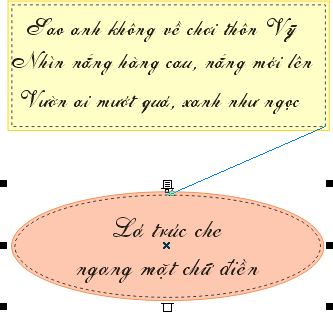 Sao anh không về chơi thôn Vỹ
Nhìn nắng hàng cau, nắng mới lên
Vườn ai mướt quá, xanh như ngọc
Lá trúc che
ngang mặt chữ điền